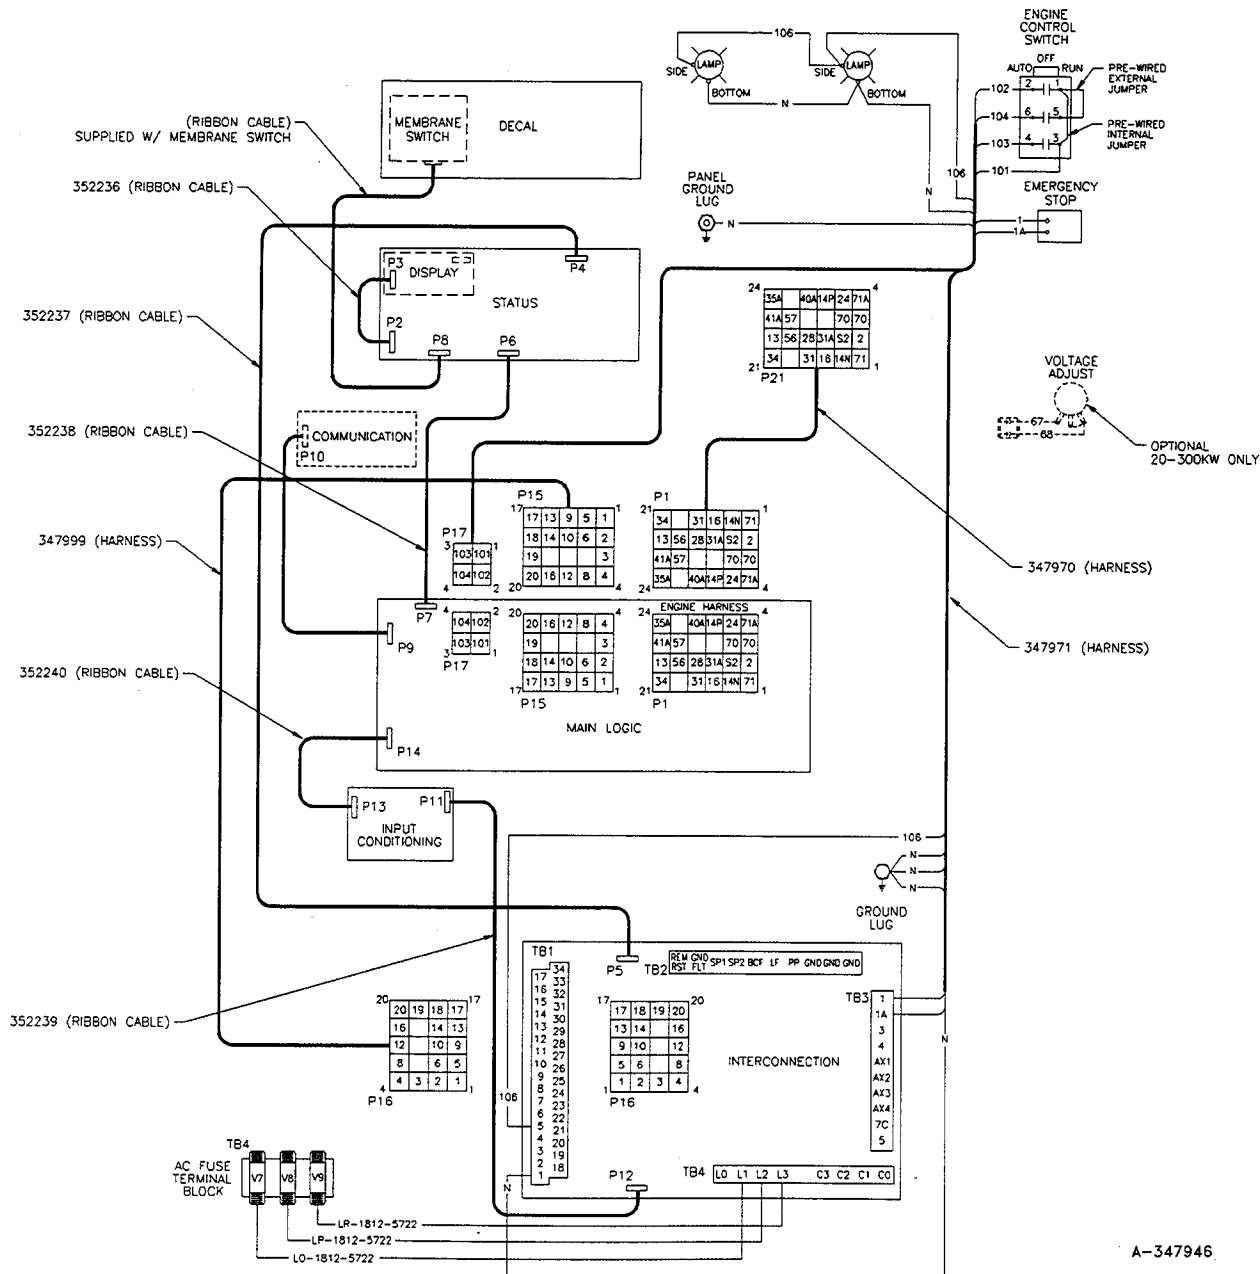 ENGINE
CONTROL
SWITCH
OFF
AUTO RUN
102 2 1
104 6 5
103 4 3
101
PRE-WIRED
EXTERNAL
JUMPER
PRE-WIRED
INTERNAL
JUMPER
106
LAMP
SIDE
BOTTOM
LAMP
SIDE
BOTTOM
N
106
N
EMERGENCY
STOP
1
1A
PANEL
GROUND
LUG
N
MEMBRANE
SWITCH
DECAL
(RIBBON CABLE)
SUPPLIED W/ MEMBRANE SWITCH
352236 (RIBBON CABLE)
P4
P3
DISPLAY
STATUS
P2
P8
P6
352237 (RIBBON CABLE)
24 4
35A 40A 14P 24 71A
41A 57 70 70
13 56 28 31A S2 2
34 31 16 14N 71
21 1
P21
VOLTAGE
ADJUST
67
68
OPTIONAL
20-300KW ONLY
352238 (RIBBON CABLE)
COMMUNICATION
P10
347999 (HARNESS)
P17
3 1
103 101
104 102
4 2
P15
17 1
17 13 9 5 1
18 14 10 6 2
19 3
20 16 12 8 4
20 4
P1
21 1
34 31 16 14N 71
13 56 28 31A S2 2
41A 57 70 70
35A 40A 14P 24 71A
24 4
347970 (HARNESS)
347971 (HARNESS)
P7
P9
4 2
104 102
103 101
3 1
P17
20 4
20 16 12 8 4
19 3
18 14 10 6 2
17 13 9 5 1
17 1
P15
ENGINE HARNESS
24 4
35A 40A 14P 24 71A
41A 57 70 70
13 56 28 31A S2 2
34 31 16 14N 71
21 1
P1
MAIN LOGIC
352240 (RIBBON CABLE)
P14
P13
P11
INPUT
CONDITIONING
106
N
N
N
GROUND
LUG
352239 (RIBBON CABLE)
TB1
34
17 33
16 32
15 31
14 30
13 29
12 28
11 27
10 26
9 25
8 24
7 23
6 22
5 21
4 20
3 19
2 18
1
106
N
P5
TB2
REM GND
RST FLT SP1 SP2 BCF LF PP GND GND GND
17 20
17 18 19 20
13 14 16
9 10 12
5 6 8
1 2 3 4
1 4
P16
INTERCONNECTION
TB3
1
1A
3
4
AX1
AX2
AX3
AX4
7C
5
N
20 17
20 19 18 17
16 14 13
12 10 9
8 6 5
4 3 2 1
4 1
P16
P12
TB4
L0 L1 L2 L3 C3 C2 C1 C0
TB4
AC FUSE
TERMINAL
BLOCK
V7 V8 V9
LR-1812-5722
LP-1812-5722
LO-1812-5722
A-347946